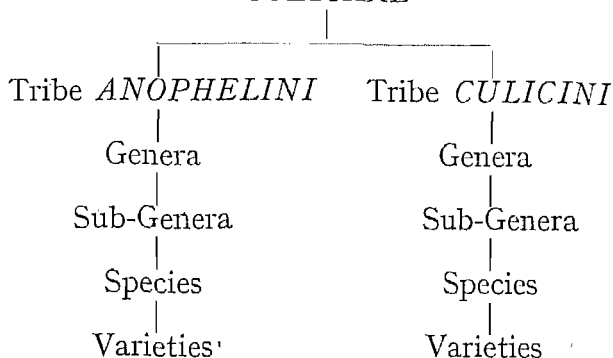 Tribe ANOPHELINI Tribe CULICINI
Genera Genera
Sub-Genera Sub-Genera
Species Species
Varieties Varieties